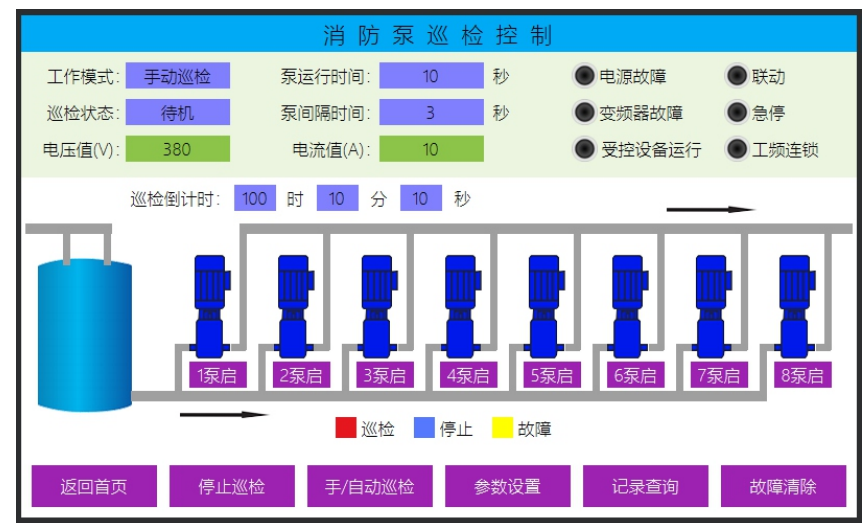 消防泵巡检控制
工作模式: 手动巡检 泵运行时间: 10 秒 电源故障 联动
巡检状态: 待机 泵间隔时间: 3 秒 变频器故障 急停
电压值(V): 380 电流值(A): 10 受控设备运行 工频连锁
巡检倒计时: 100 时 10 分 10 秒
1泵启 2泵启 3泵启 4泵启 5泵启 6泵启 7泵启 8泵启
巡检 停止 故障
返回首页 停止巡检 手/自动巡检 参数设置 记录查询 故障清除